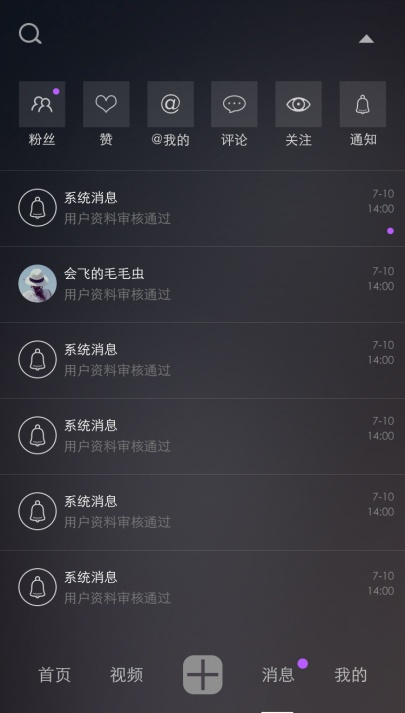 粉丝 赞 @我的 评论 关注 通知
系统消息 7-10
用户资料审核通过 14:00
会飞的毛毛虫 7-10
用户资料审核通过 14:00
系统消息 7-10
用户资料审核通过 14:00
系统消息 7-10
用户资料审核通过 14:00
系统消息 7-10
用户资料审核通过 14:00
系统消息 7-10
用户资料审核通过 14:00
首页 视频 消息 我的